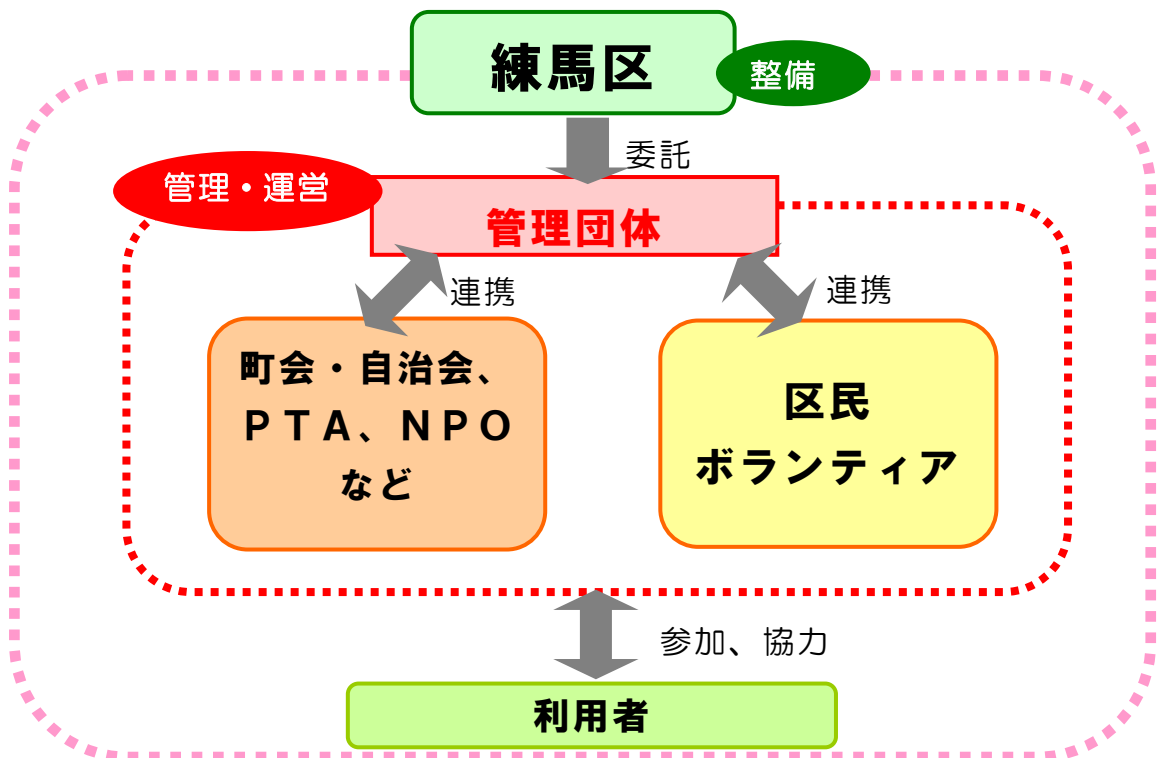 練馬区
整備
委託
管理・運営
管理団体
連携
連携
町会・自治会、
ＰＴＡ、ＮＰＯ
など
区民
ボランティア
参加、協力
利用者